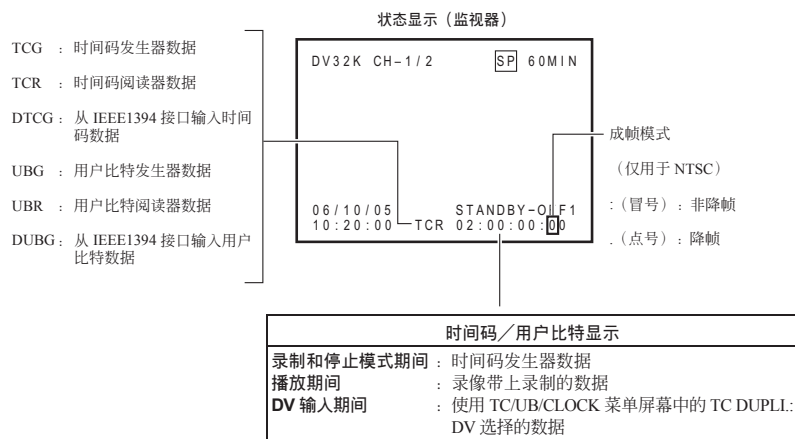 状态显示（监视器）
TCG ：时间码发生器数据
TCR ：时间码阅读器数据
DTCG：从 IEEE1394 接口输入时间
码数据
UBG ：用户比特发生器数据
UBR ：用户比特阅读器数据
DUBG：从 IEEE1394 接口输入用户
比特数据
DV32K CH–1/2 SP 60MIN
06/10/05 STANDBY–
F1
10:20:00 TCR 02:00:00:00
成帧模式
（仅用于 NTSC）
:（冒号）：非降帧
.（点号）：降帧
时间码／用户比特显示
录制和停止模式期间：时间码发生器数据
播放期间 ：录像带上录制的数据
DV 输入期间 ：使用 TC/UB/CLOCK 菜单屏幕中的 TC DUPLI.:
DV 选择的数据